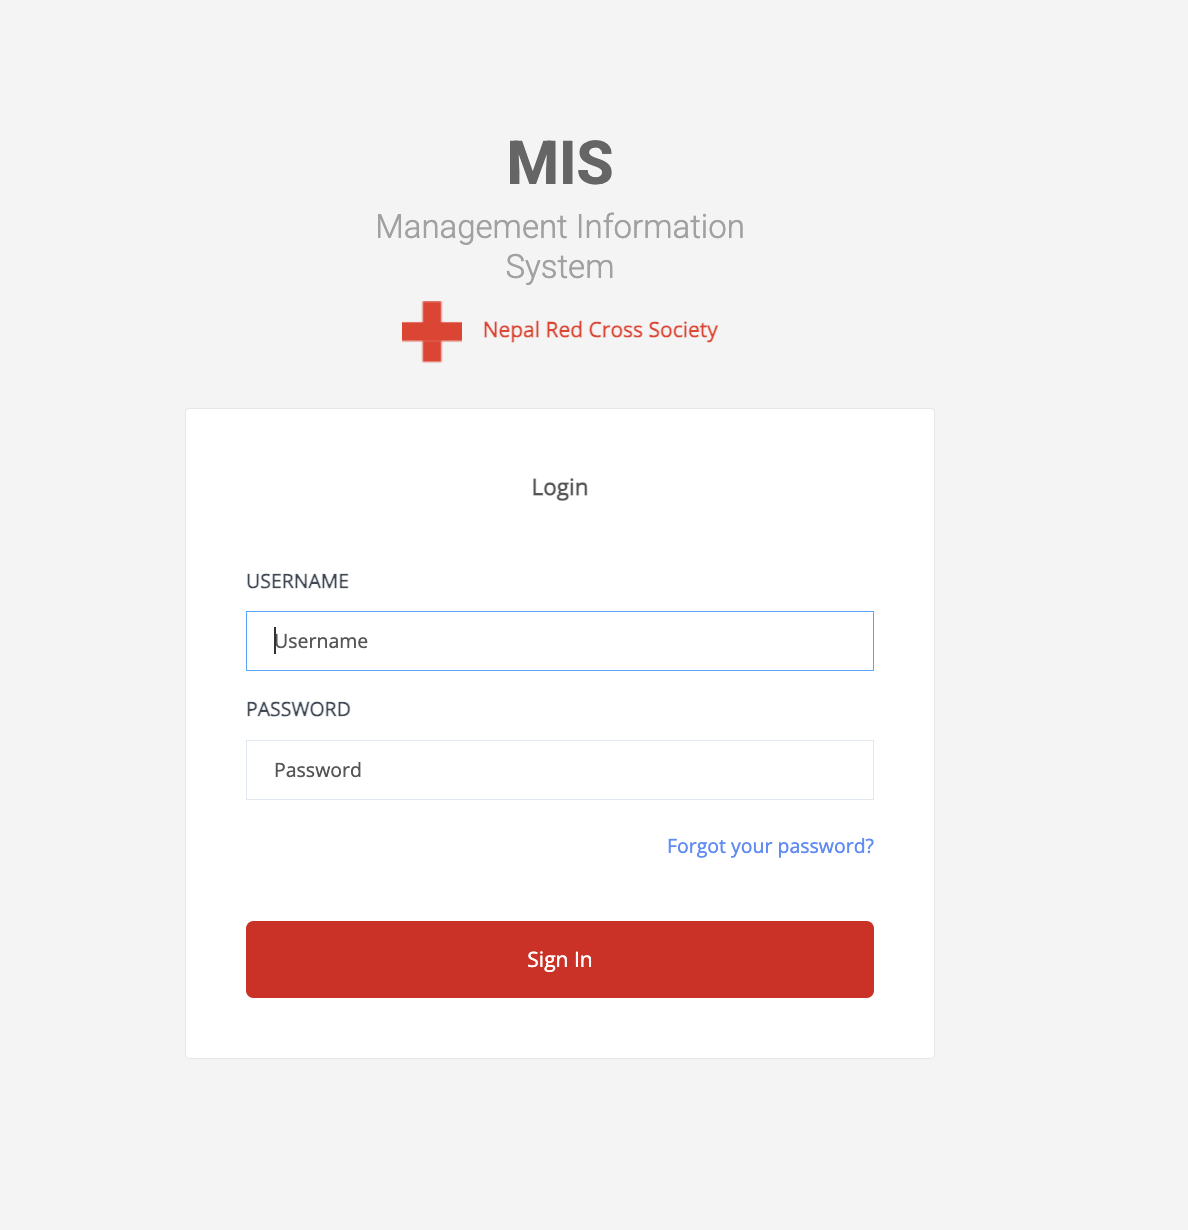 MIS
Management Information
System
Nepal Red Cross Society
Login
USERNAME
Username
PASSWORD
Password
Forgot your password?
Sign In